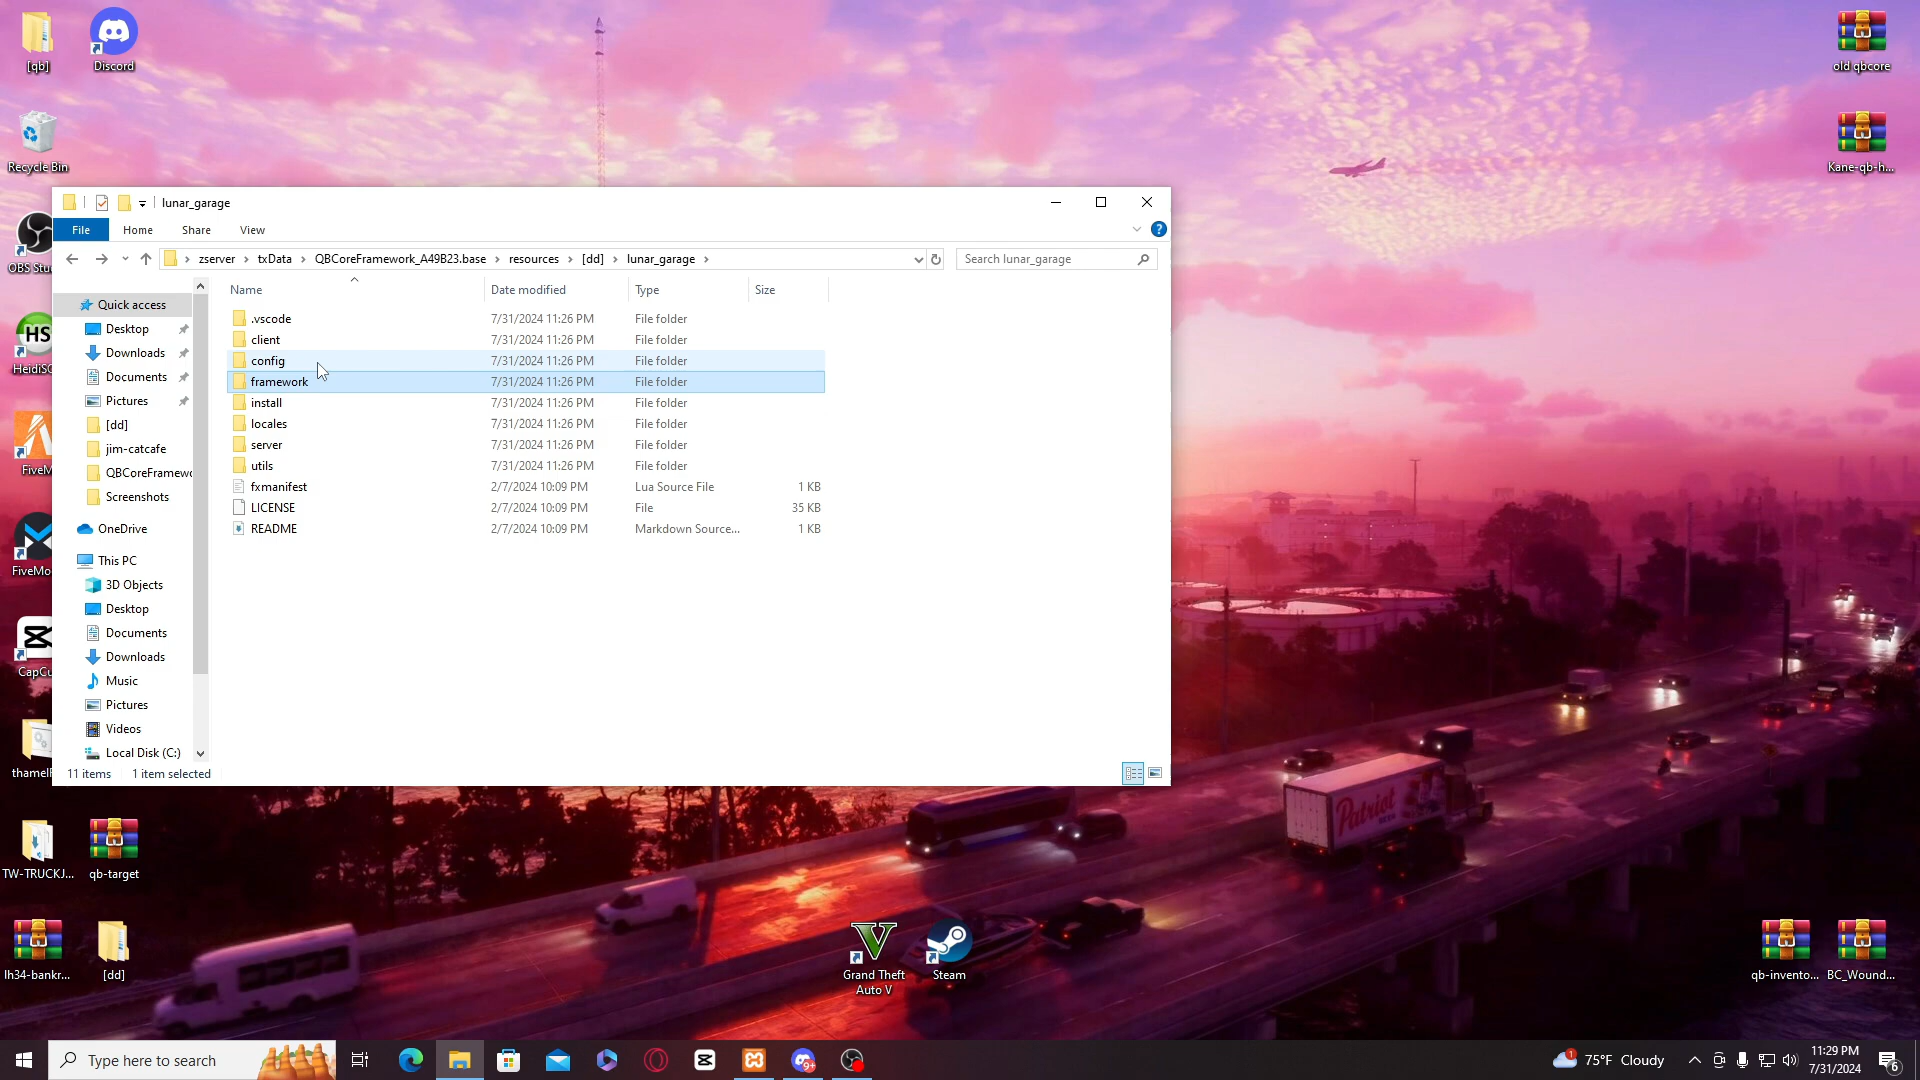 [qb]
Discord
old qbcore
Recycle Bin
Kane-qb-h...
lunar_garage
File
Home
Share
View
zserver
txData
QBCoreFramework_A49B23.base
resources
[dd]
lunar_garage
Search lunar_garage
OBS Stu
HeidiS
FiveM
FiveMo
CapCu
thamel
Name
Date modified
Type
Size
Quick access
Desktop
Downloads
Documents
Pictures
[dd]
jim-catcafe
QBCoreFramewo
Screenshots
OneDrive
This PC
3D Objects
Desktop
Documents
Downloads
Music
Pictures
Videos
Local Disk (C:)
.vscode 7/31/2024 11:26 PM File folder
client 7/31/2024 11:26 PM File folder
config 7/31/2024 11:26 PM File folder
framework 7/31/2024 11:26 PM File folder
install 7/31/2024 11:26 PM File folder
locales 7/31/2024 11:26 PM File folder
server 7/31/2024 11:26 PM File folder
utils 7/31/2024 11:26 PM File folder
fxmanifest 2/7/2024 10:09 PM Lua Source File 1 KB
LICENSE 2/7/2024 10:09 PM File 35 KB
README 2/7/2024 10:09 PM Markdown Source... 1 KB
11 items
1 item selected
Patriot
BEER
TW-TRUCKJ...
qb-target
lh34-bankr...
[dd]
Grand Theft
Auto V
Steam
qb-invento...
BC_Wound...
Type here to search
9+
1
75°F Cloudy
11:29 PM
7/31/2024
6